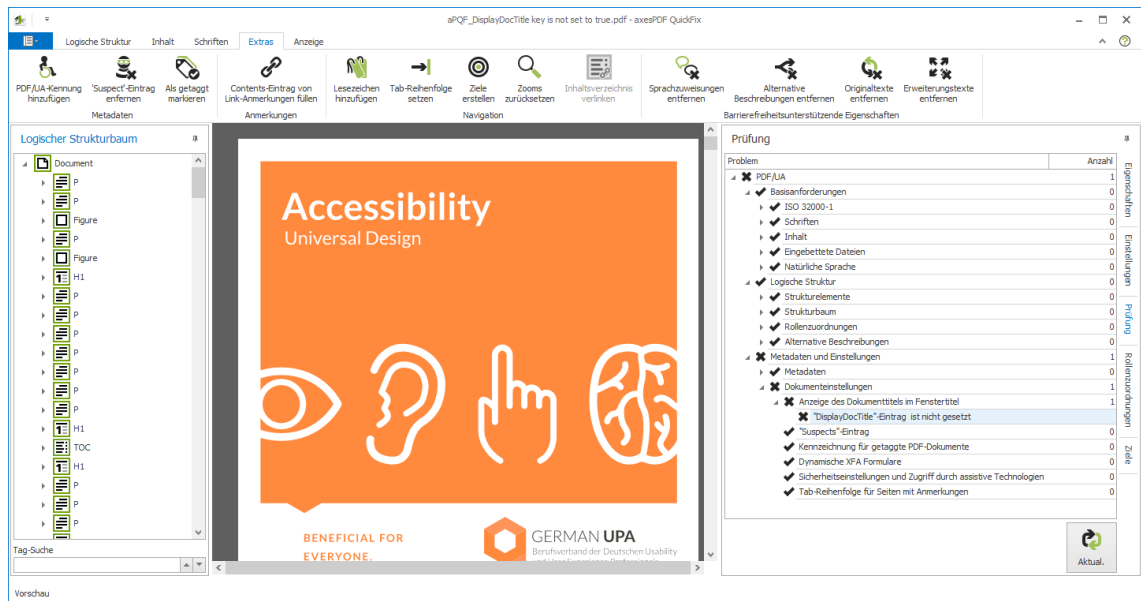 aPQF_DisplayDocTitle key is not set to true.pdf - axesPDF QuickFix
Logische Struktur Inhalt Schriften Extras Anzeige
PDF/UA-Kennung hinzufügen
'Suspect'-Eintrag enfernen
Als getaggt markieren
Contents-Eintrag von Link-Anmerkungen füllen
Lesezeichen hinzufügen
Tab-Reihenfolge setzen
Ziele erstellen
Zooms zurücksetzen
Inhaltsverzeichnis verlinken
Sprachzuweisungen entfernen
Alternative Beschreibungen entfernen
Originaltexte entfernen
Erweiterungstexte entfernen
Metadaten Anmerkungen Navigation Barrierefreiheitsunterstützende Eigenschaften
Logischer Strukturbaum
Document
P
P
Figure
P
Figure
H1
P
P
P
P
P
P
P
H1
TOC
H1
P
P
P
Tag-Suche
Vorschau
Accessibility
Universal Design
BENEFICIAL FOR
EVERYONE.
GERMAN UPA
Berufsverband der Deutschen Usability
Prüfung
Problem Anzahl
PDF/UA 1
Basisanforderungen 0
ISO 32000-1 0
Schriften 0
Inhalt 0
Eingebettete Dateien 0
Natürliche Sprache 0
Logische Struktur 0
Strukturelemente 0
Strukturbaum 0
Rollenzuordnungen 0
Alternative Beschreibungen 0
Metadaten und Einstellungen 1
Metadaten 0
Dokumenteinstellungen 1
Anzeige des Dokumenttitels im Fenstertitel 1
"DisplayDocTitle"-Eintrag ist nicht gesetzt
"Suspects"-Eintrag 0
Kennzeichnung für getaggte PDF-Dokumente 0
Dynamische XFA Formulare 0
Sicherheitseinstellungen und Zugriff durch assistive Technologien 0
Tab-Reihenfolge für Seiten mit Anmerkungen 0
Aktual.
Eigenschaften
Einstellungen
Prüfung
Rollenzuordnungen
Ziele